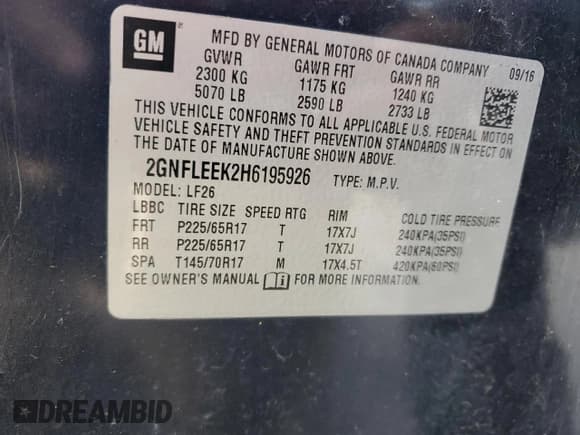 GM
MFD BY GENERAL MOTORS OF CANADA COMPANY 09/16
GVWR GAWR FRT GAWR RR
2300 KG 1175 KG 1240 KG
5070 LB 2590 LB 2733 LB
THIS VEHICLE CONFORMS TO ALL APPLICABLE U.S. FEDERAL MOTOR
VEHICLE SAFETY AND THEFT PREVENTION STANDARDS IN EFFECT ON
THE DATE OF MANUFACTURE SHOWN ABOVE.
2GNFLEEK2H6195926 TYPE: M.P.V.
MODEL: LF26
LBBC TIRE SIZE SPEED RTG RIM COLD TIRE PRESSURE
FRT P225/65R17 T 17X7J 240KPA(35PSI)
RR P225/65R17 T 17X7J 240KPA(35PSI)
SPA T145/70R17 M 17X4.5T 420KPA(60PSI)
SEE OWNER'S MANUAL FOR MORE INFORMATION.
DREAMBID